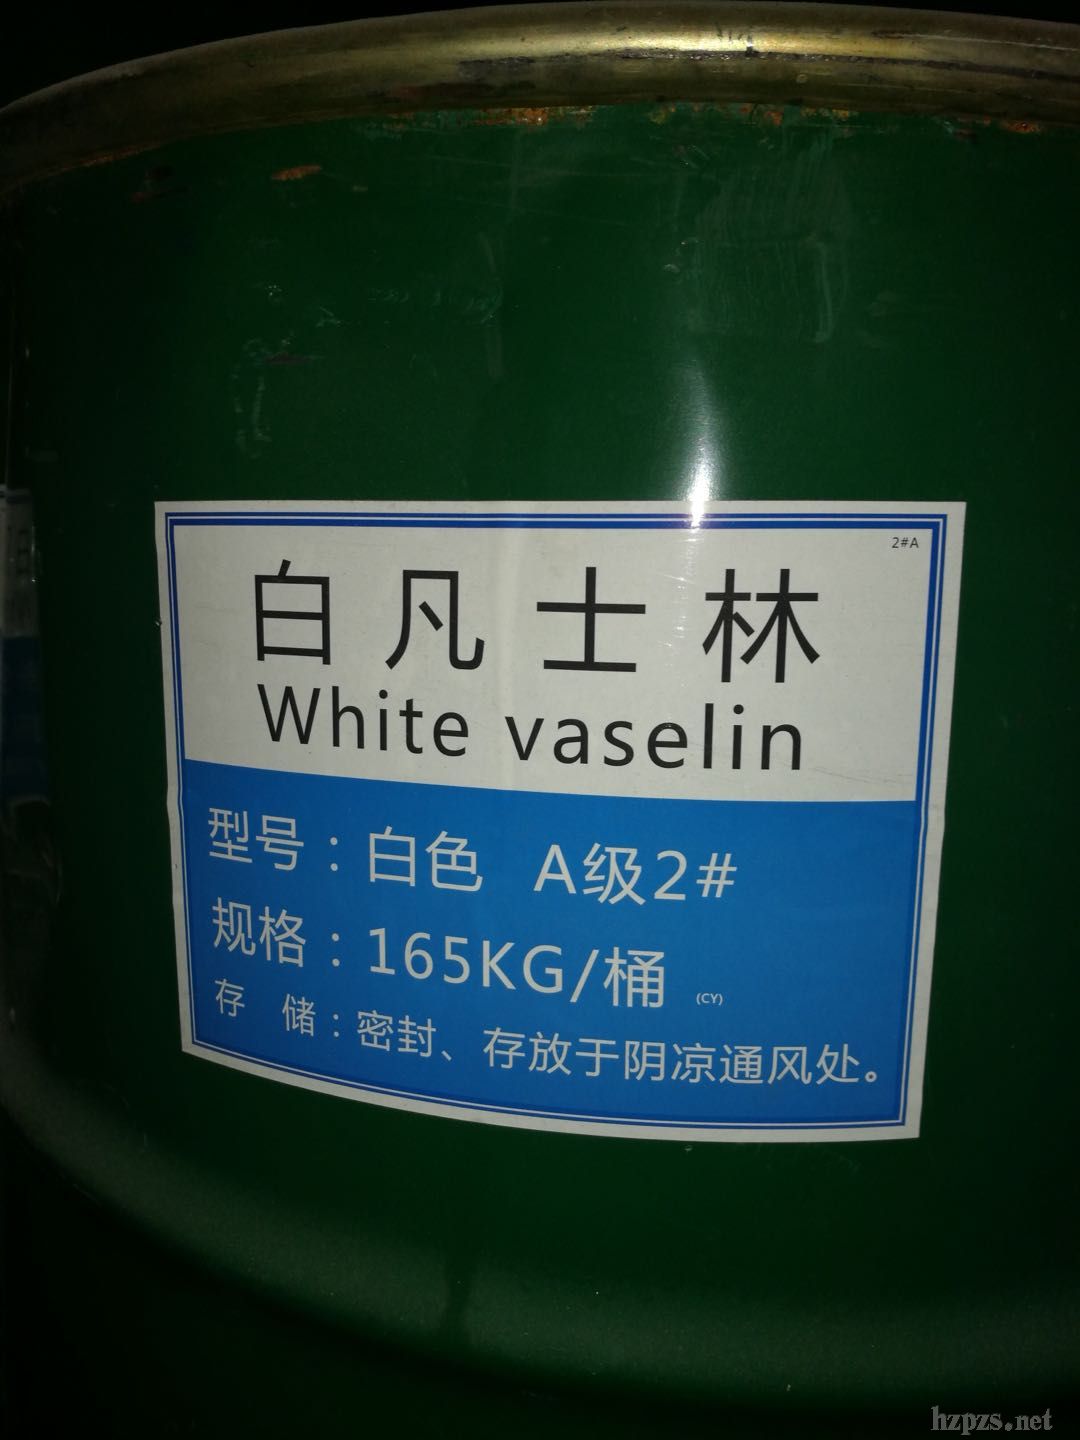 2#A
白凡士林
White vaselin
型号：白色 A级2#
规格：165KG/桶 (CY)
存 储：密封、存放于阴凉通风处。
hzpzs.net